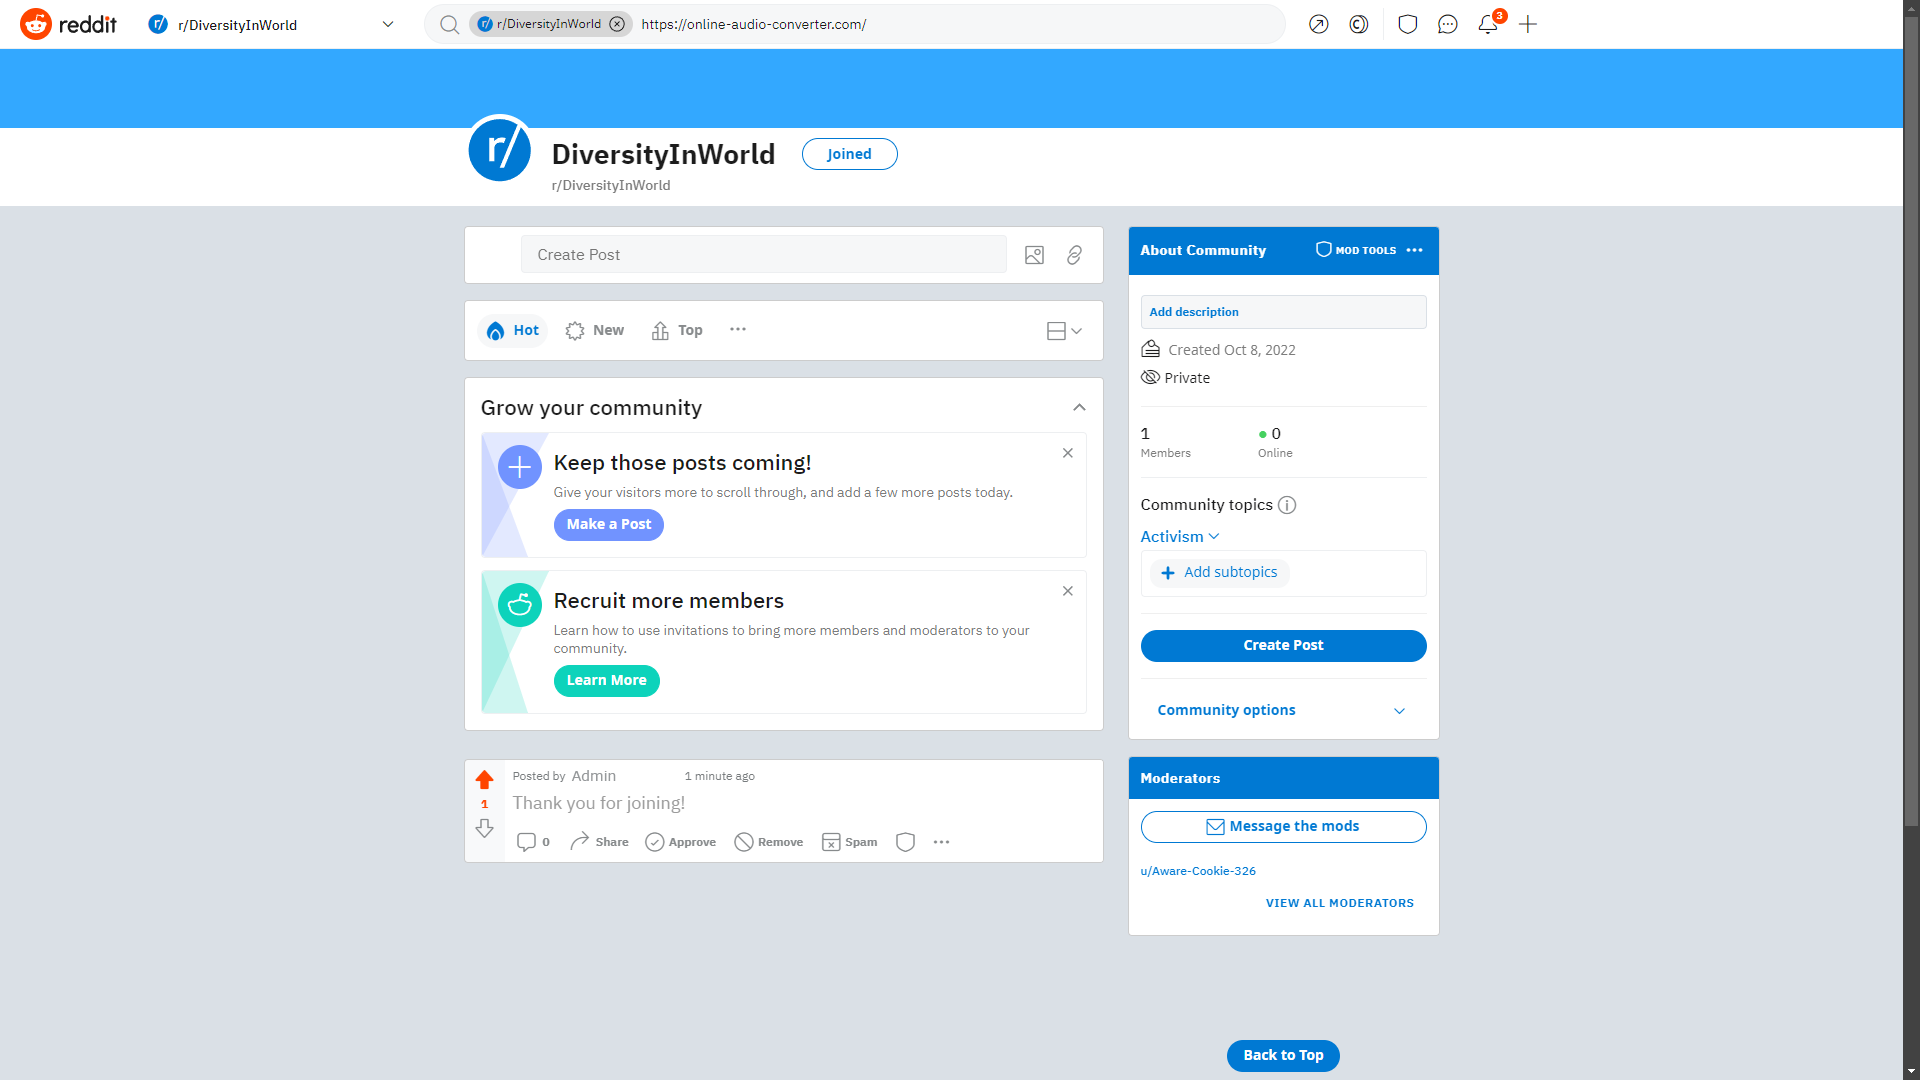 reddit
r/DiversityInWorld
r/DiversityInWorld
https://online-audio-converter.com/
3
r/
DiversityInWorld
Joined
r/DiversityInWorld
Create Post
Hot
New
Top
Grow your community
Keep those posts coming!
Give your visitors more to scroll through, and add a few more posts today.
Make a Post
Recruit more members
Learn how to use invitations to bring more members and moderators to your
community.
Learn More
Posted by Admin
1 minute ago
1
Thank you for joining!
0
Share
Approve
Remove
Spam
About Community
MOD TOOLS
Add description
Created Oct 8, 2022
Private
1
Members
0
Online
Community topics
Activism
Add subtopics
Create Post
Community options
Moderators
Message the mods
u/Aware-Cookie-326
VIEW ALL MODERATORS
Back to Top